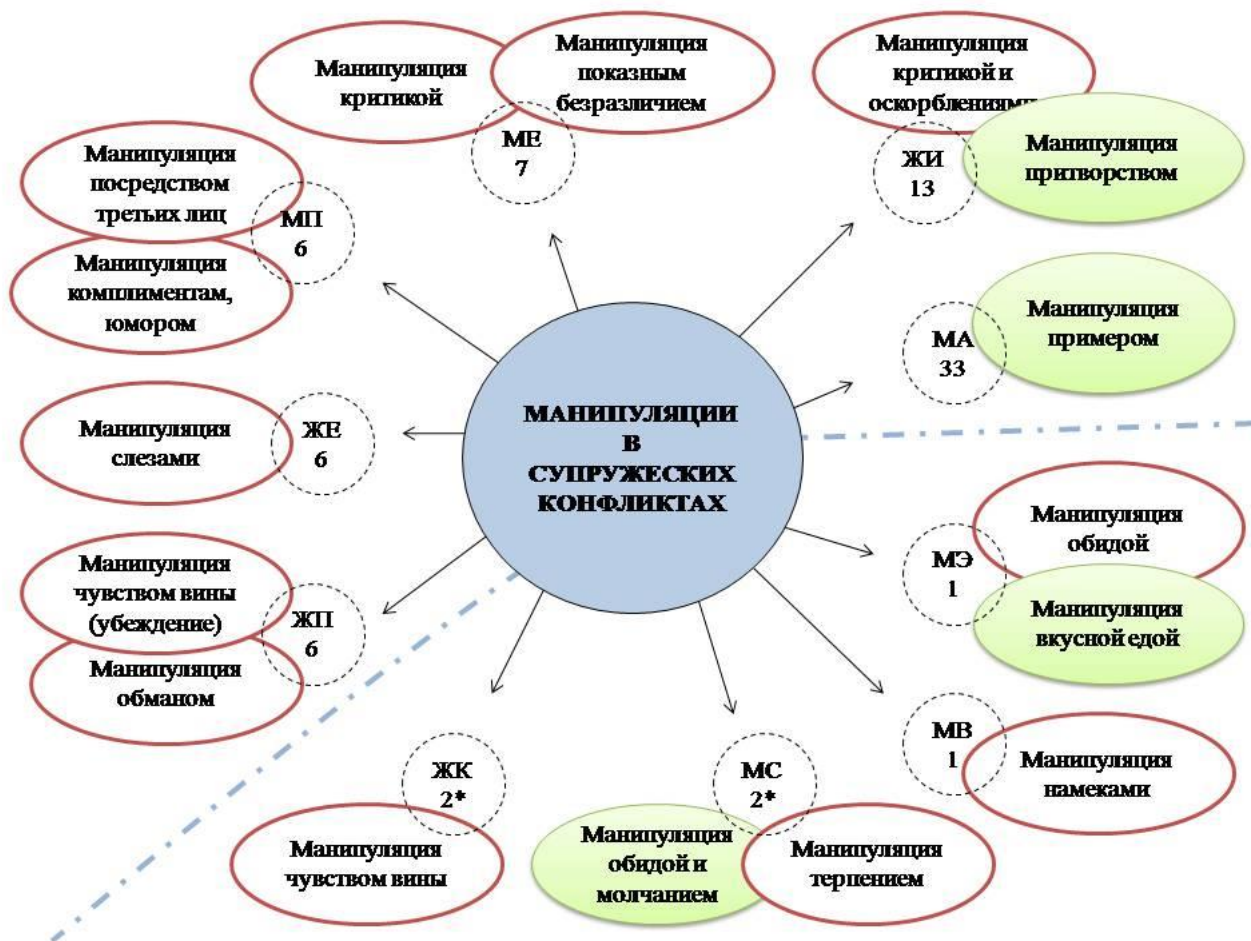 Манипуляция
критикой
Манипуляция
показным
безразличием
МЕ
7
Манипуляция
критикой и
оскорблениями
ЖИ
13
Манипуляция
притворством
Манипуляция
посредством
третьих лиц
МП
6
Манипуляция
комплиментам,
юмором
МА
33
Манипуляция
примером
МАНИПУЛЯЦИИ
В
СУПРУЖЕСКИХ
КОНФЛИКТАХ
Манипуляция
слезами
ЖЕ
6
Манипуляция
обидой
МЭ
1
Манипуляция
вкусной едой
Манипуляция
чувством вины
(убеждение)
ЖП
6
Манипуляция
обманом
МВ
1
Манипуляция
намеками
ЖК
2*
Манипуляция
чувством вины
МС
2*
Манипуляция
обидой и
молчанием
Манипуляция
терпением